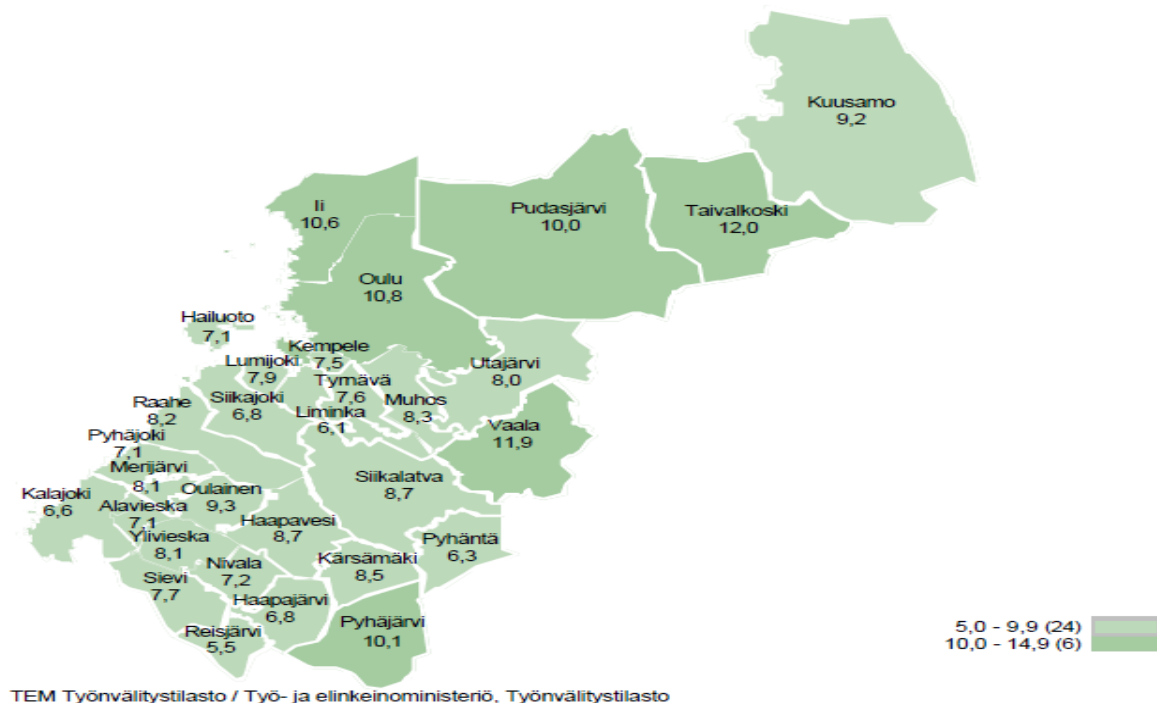 Kuusamo
9,2
Ii
10,6
Pudasjärvi
10,0
Taivalkoski
12,0
Oulu
10,8
Hailuoto
7,1
Kempele
7,5
Lumijoki
7,9
Tyrnävä
7,6
Utajärvi
8,0
Raahe
8,2
Siikajoki
6,8
Liminka
6,1
Muhos
8,3
Vaala
11,9
Pyhäjoki
7,1
Merijärvi
8,1
Siikalatva
8,7
Kalajoki
6,6
Oulainen
9,3
Alavieska
7,1
Haapavesi
8,7
Ylivieska
8,1
Pyhäntä
6,3
Nivala
7,2
Kärsämäki
8,5
Sievi
7,7
Haapajärvi
6,8
Reisjärvi
5,5
Pyhäjärvi
10,1
5,0 - 9,9 (24)
10,0 - 14,9 (6)
TEM Työnvälitystilasto / Työ- ja elinkeinoministeriö, Työnvälitystilasto